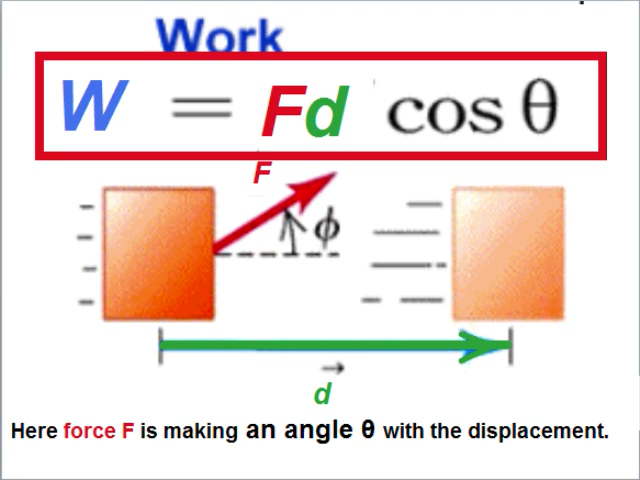 Work
W = Fd cos θ
F
ϕ
d
Here force F is making an angle θ with the displacement.